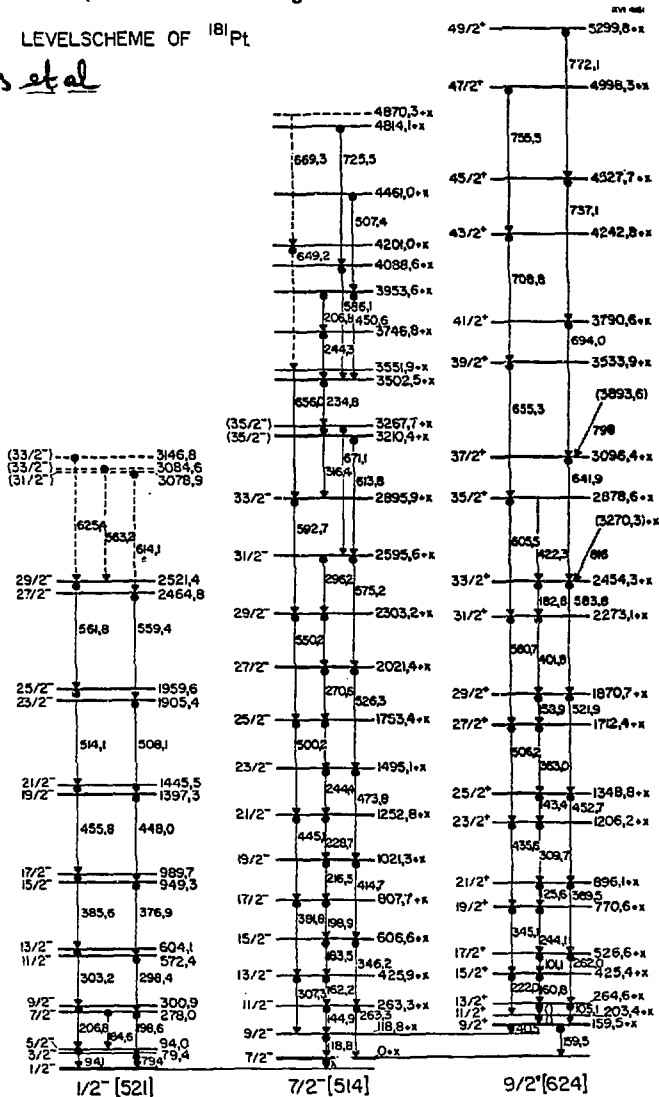 LEVELSCHEME OF 181Pt
s et al
49/2+ 5299,8+x
772,1
47/2+ 4998,3+x
4870,3+x
4814,1+x
755,5
669,3 725,5
45/2+ 4527,7+x
4461,0+x
737,1
507,4
43/2+ 4242,8+x
4201,0+x
649,2
4088,6+x
708,8
3953,6+x
586,1
206,8 450,6
41/2+ 3790,6+x
3746,8+x
244,3
694,0
3551,9+x
39/2+ 3533,9+x
3502,5+x
656,0 234,8
655,3
(3893,6)
798
(35/2-) 3267,7+x
(35/2-) 3210,4+x
671,1
316,4 613,8
(33/2-) 3146,8
(33/2-) 3084,6
(31/2-) 3078,9
37/2+ 3096,4+x
641,9
33/2- 2895,9+x
35/2+ 2878,6+x
625,4 563,2 614,1
592,7
605,5 422,3
(3270,3)+x
816
31/2- 2595,6+x
29/2- 2521,4
27/2- 2464,8
296,2 575,2
33/2+ 2454,3+x
182,6 583,8
561,8 559,4
29/2- 2303,2+x
31/2+ 2273,1+x
550,2
560,7 401,8
27/2- 2021,4+x
25/2- 1959,6
23/2- 1905,4
270,6 526,3
29/2+ 1870,7+x
53,9 521,9
25/2- 1753,4+x
27/2+ 1712,4+x
514,1 508,1
500,2
506,2 363,0
23/2- 1495,1+x
21/2- 1445,5
19/2- 1397,3
244,4 473,8
25/2+ 1348,8+x
143,4 452,7
21/2- 1252,8+x
23/2+ 1206,2+x
455,8 448,0
445,1 228,7
435,6 309,7
19/2- 1021,3+x
17/2- 989,7
15/2- 949,3
216,5 414,7
21/2+ 896,1+x
125,6 369,5
17/2- 807,7+x
19/2+ 770,6+x
385,6 376,9
381,8 198,9
345,1 244,1
15/2- 606,6+x
13/2- 604,1
11/2- 572,4
183,5 346,2
17/2+ 526,6+x
101,1 262,0
13/2- 425,9+x
15/2+ 425,4+x
303,2 298,4
307,3 162,2
222,0 160,8
9/2- 300,9
7/2- 278,0
11/2- 263,3+x
13/2+ 264,6+x
105,1
11/2+ 203,4+x
206,8 184,6 198,6
144,9 263,3
9/2- 118,8+x
9/2+ 159,5+x
5/2- 94,0
3/2- 79,4
118,8
140,5 159,5
94,1 79,4
7/2- 0+x
1/2-
1/2- [521] 7/2- [514] 9/2+ [624]